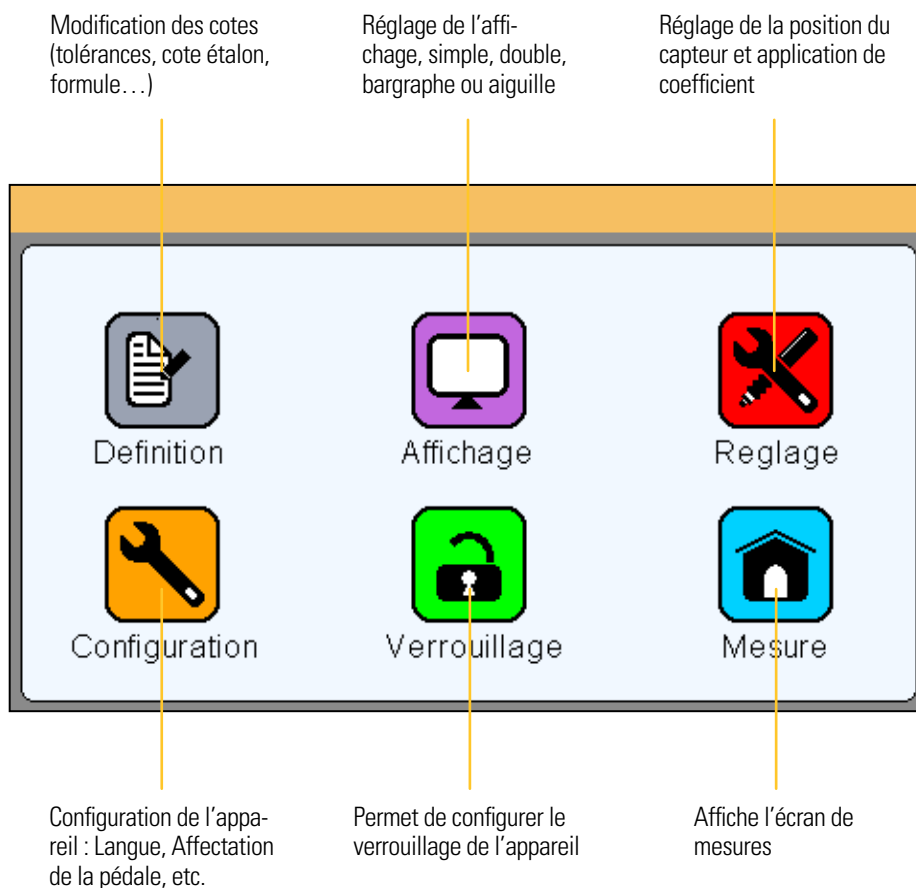 Modification des cotes
(tolérances, cote étalon,
formule…)
Réglage de l'affi-
chage, simple, double,
bargraphe ou aiguille
Réglage de la position du
capteur et application de
coefficient
Definition
Affichage
Reglage
Configuration
Verrouillage
Mesure
Configuration de l'appa-
reil : Langue, Affectation
de la pédale, etc.
Permet de configurer le
verrouillage de l'appareil
Affiche l'écran de
mesures